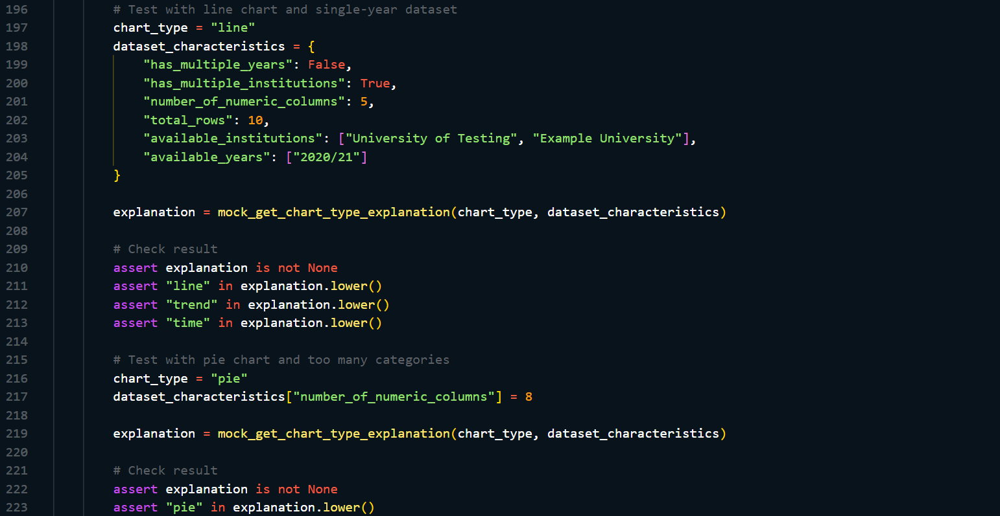 196 # Test with line chart and single-year dataset
197 chart_type = "line"
198 dataset_characteristics = {
199 "has_multiple_years": False,
200 "has_multiple_institutions": True,
201 "number_of_numeric_columns": 5,
202 "total_rows": 10,
203 "available_institutions": ["University of Testing", "Example University"],
204 "available_years": ["2020/21"]
205 }
206
207 explanation = mock_get_chart_type_explanation(chart_type, dataset_characteristics)
208
209 # Check result
210 assert explanation is not None
211 assert "line" in explanation.lower()
212 assert "trend" in explanation.lower()
213 assert "time" in explanation.lower()
214
215 # Test with pie chart and too many categories
216 chart_type = "pie"
217 dataset_characteristics["number_of_numeric_columns"] = 8
218
219 explanation = mock_get_chart_type_explanation(chart_type, dataset_characteristics)
220
221 # Check result
222 assert explanation is not None
223 assert "pie" in explanation.lower()